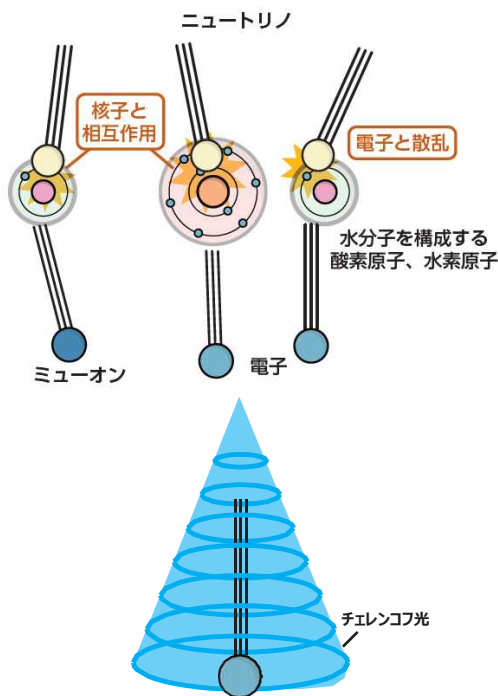 ニュートリノ
核子と
相互作用
電子と散乱
水分子を構成する
酸素原子、水素原子
ミューオン
電子
チェレンコフ光